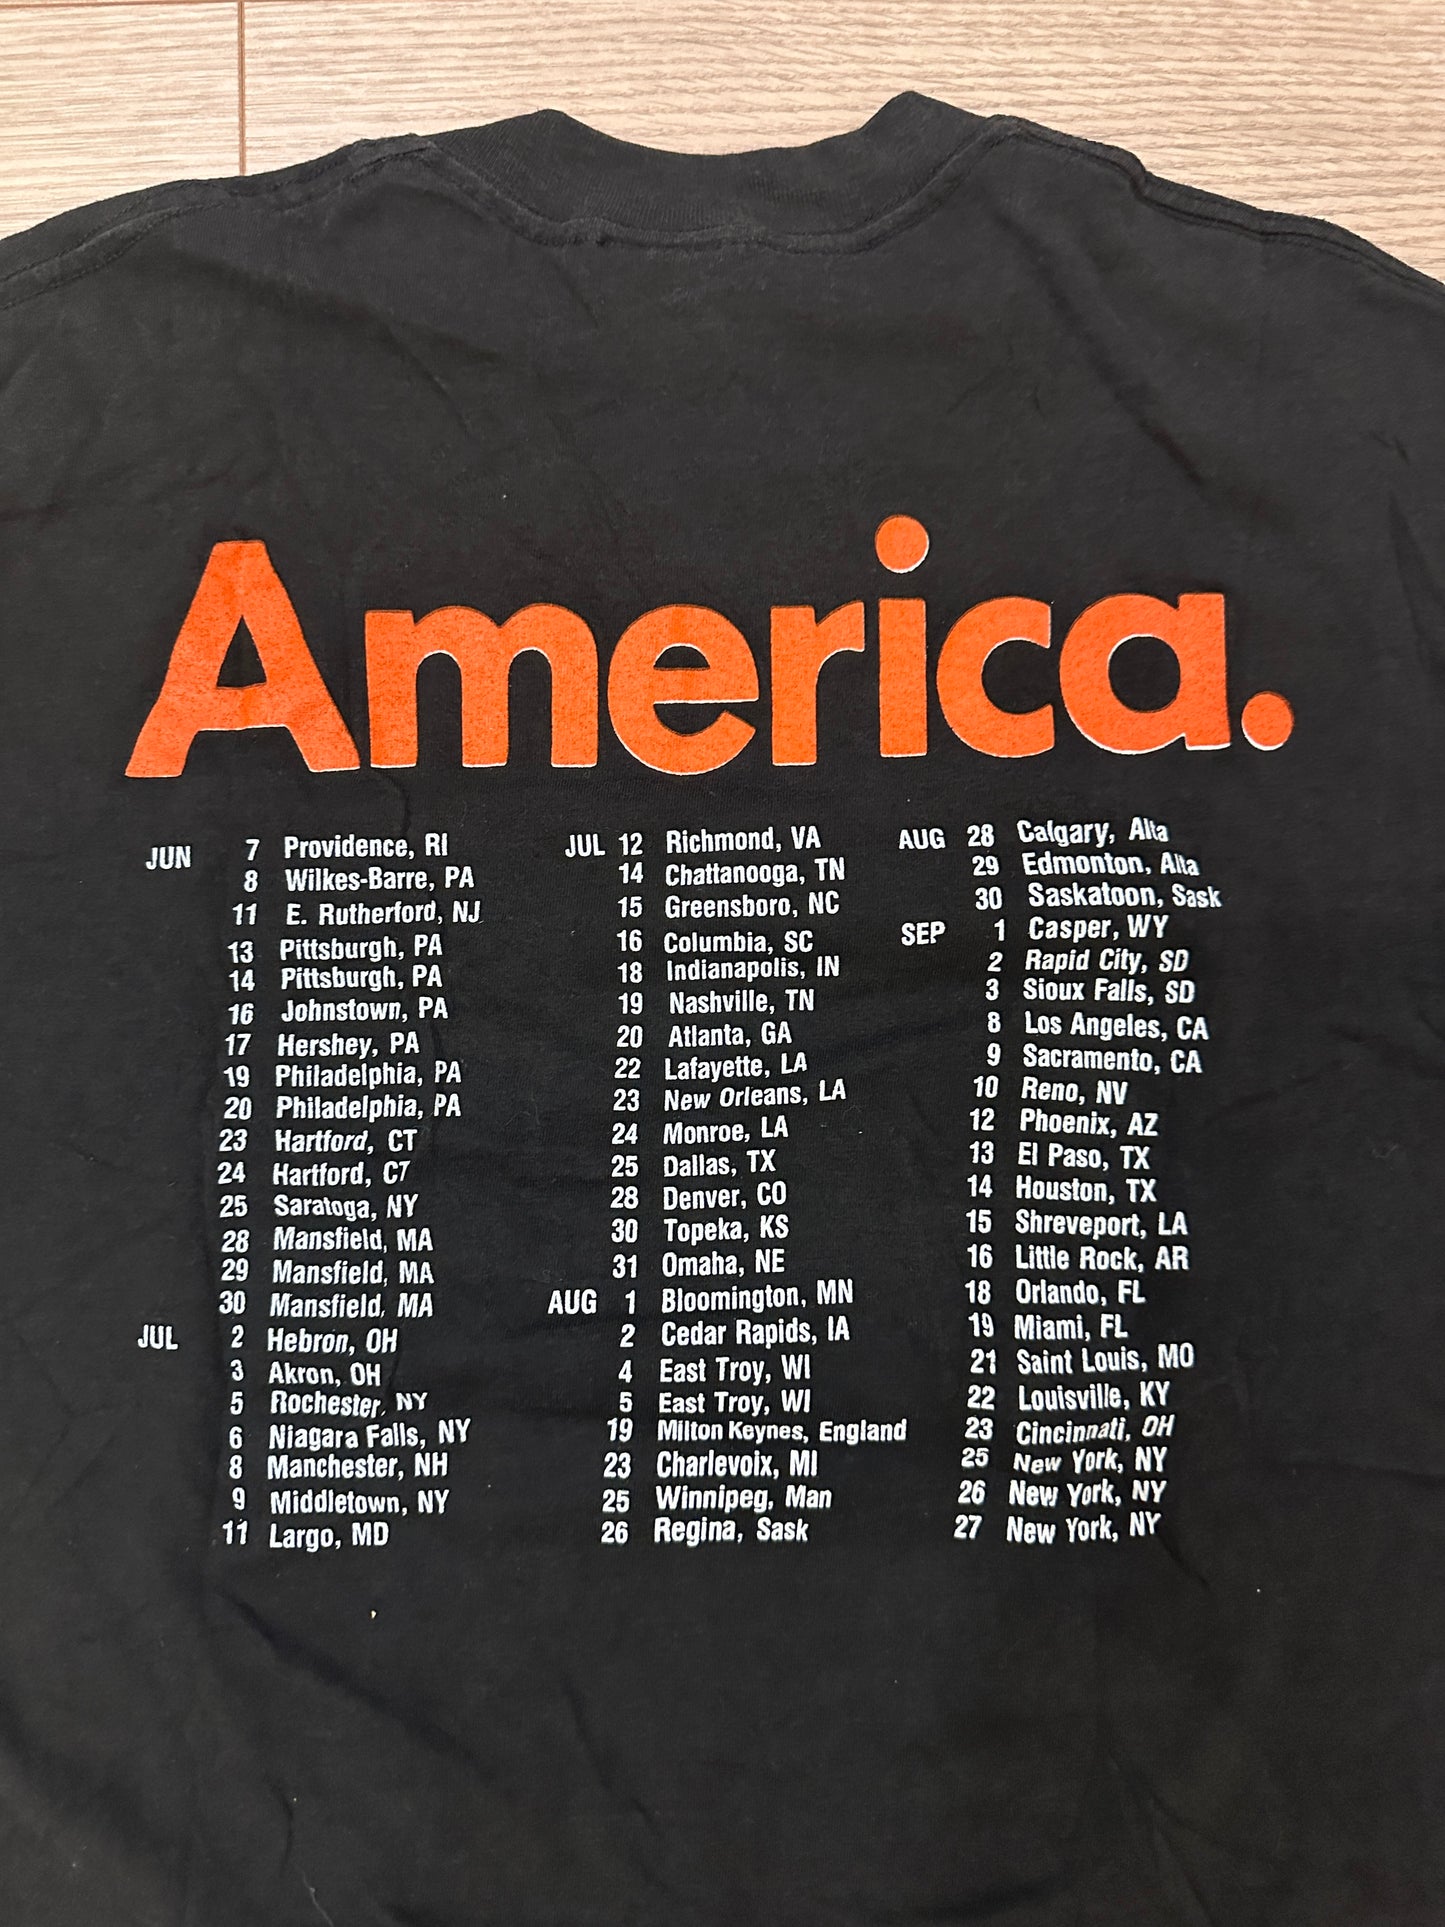 America.
JUN 7 Providence, RI
8 Wilkes-Barre, PA
11 E. Rutherford, NJ
13 Pittsburgh, PA
14 Pittsburgh, PA
16 Johnstown, PA
17 Hershey, PA
19 Philadelphia, PA
20 Philadelphia, PA
23 Hartford, CT
24 Hartford, CT
25 Saratoga, NY
28 Mansfield, MA
29 Mansfield, MA
30 Mansfield, MA
JUL 2 Hebron, OH
3 Akron, OH
5 Rochester, NY
6 Niagara Falls, NY
8 Manchester, NH
9 Middletown, NY
11 Largo, MD
JUL 12 Richmond, VA
14 Chattanooga, TN
15 Greensboro, NC
16 Columbia, SC
18 Indianapolis, IN
19 Nashville, TN
20 Atlanta, GA
22 Lafayette, LA
23 New Orleans, LA
24 Monroe, LA
25 Dallas, TX
28 Denver, CO
30 Topeka, KS
31 Omaha, NE
AUG 1 Bloomington, MN
2 Cedar Rapids, IA
4 East Troy, WI
5 East Troy, WI
19 Milton Keynes, England
23 Charlevoix, MI
25 Winnipeg, Man
26 Regina, Sask
AUG 28 Calgary, Alta
29 Edmonton, Alta
30 Saskatoon, Sask
SEP 1 Casper, WY
2 Rapid City, SD
3 Sioux Falls, SD
8 Los Angeles, CA
9 Sacramento, CA
10 Reno, NV
12 Phoenix, AZ
13 El Paso, TX
14 Houston, TX
15 Shreveport, LA
16 Little Rock, AR
18 Orlando, FL
19 Miami, FL
21 Saint Louis, MO
22 Louisville, KY
23 Cincinnati, OH
25 New York, NY
26 New York, NY
27 New York, NY